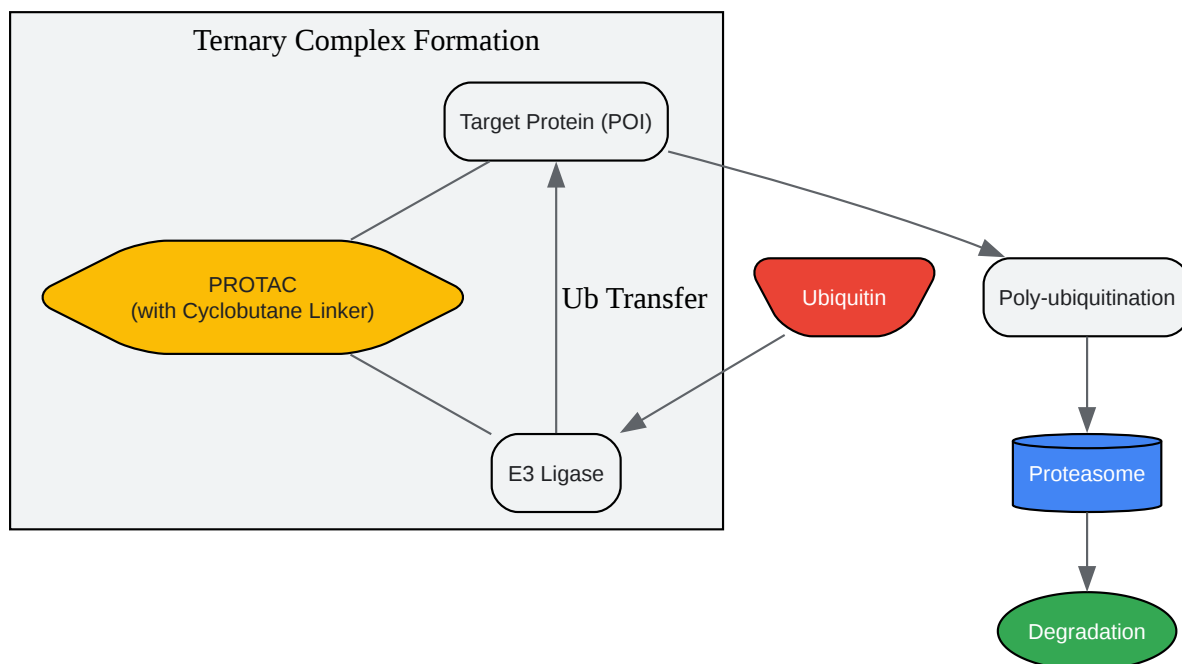 Ternary Complex Formation
Target Protein (POI)
PROTAC
(with Cyclobutane Linker)
Ub Transfer
Ubiquitin
Poly-ubiquitination
E3 Ligase
Proteasome
Degradation